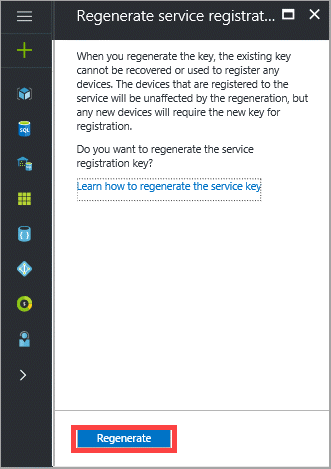 Regenerate service registrat...
When you regenerate the key, the existing key
cannot be recovered or used to register any
devices. The devices that are registered to the
service will be unaffected by the regeneration, but
any new devices will require the new key for
registration.
Do you want to regenerate the service
registration key?
Learn how to regenerate the service key
SQL
Regenerate